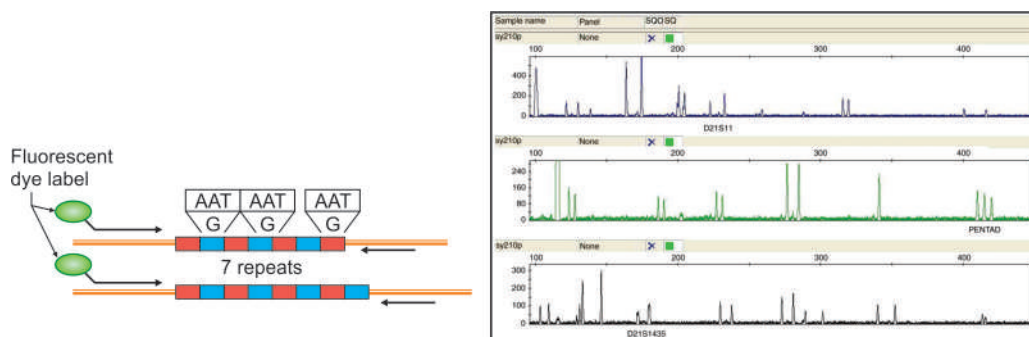 Fluorescent
dye label
AAT AAT AAT
G G G
7 repeats
Sample name Panel SQO SQ
sy210p None
100 200 300 400
400
200
0
D21S11
sy210p None
100 200 300 400
240
160
80
0
PENTAD
sy210p None
100 200 300 400
300
200
100
0
D21S1435